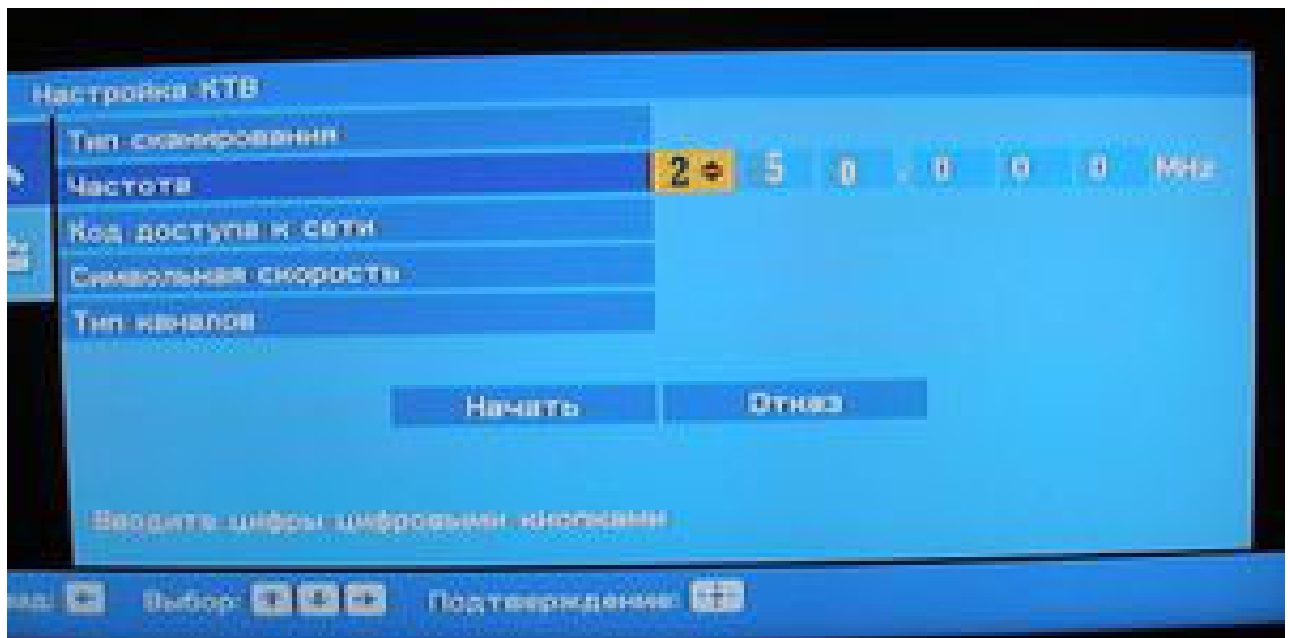 Настройка КТВ
Тип сканирования
Частота 2 5 0 . 0 0 0 MHz
Код доступа к сети
Символьная скорость
Тип каналов
Начать Отказ
Вводите цифры цифровыми кнопками
Выбор: Подтверждение: